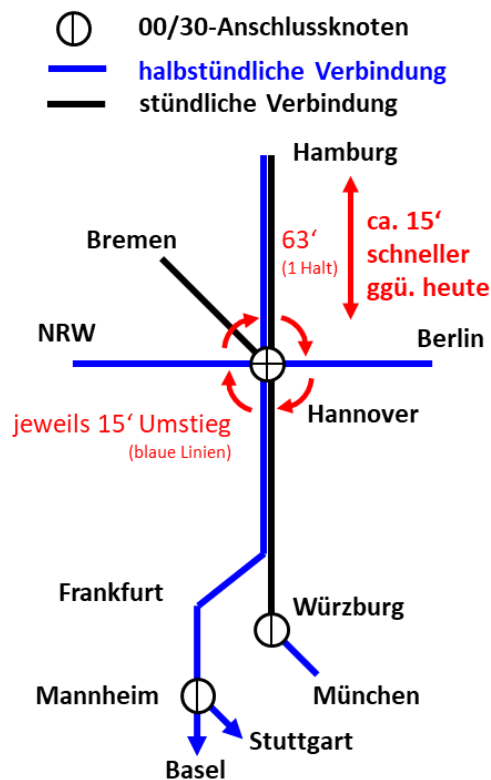 00/30-Anschlussknoten
halbstündliche Verbindung
stündliche Verbindung
Hamburg
ca. 15‘
schneller
ggü. heute
63‘
(1 Halt)
Bremen
NRW
Berlin
Hannover
jeweils 15‘ Umstieg
(blaue Linien)
Frankfurt
Würzburg
Mannheim
München
Stuttgart
Basel